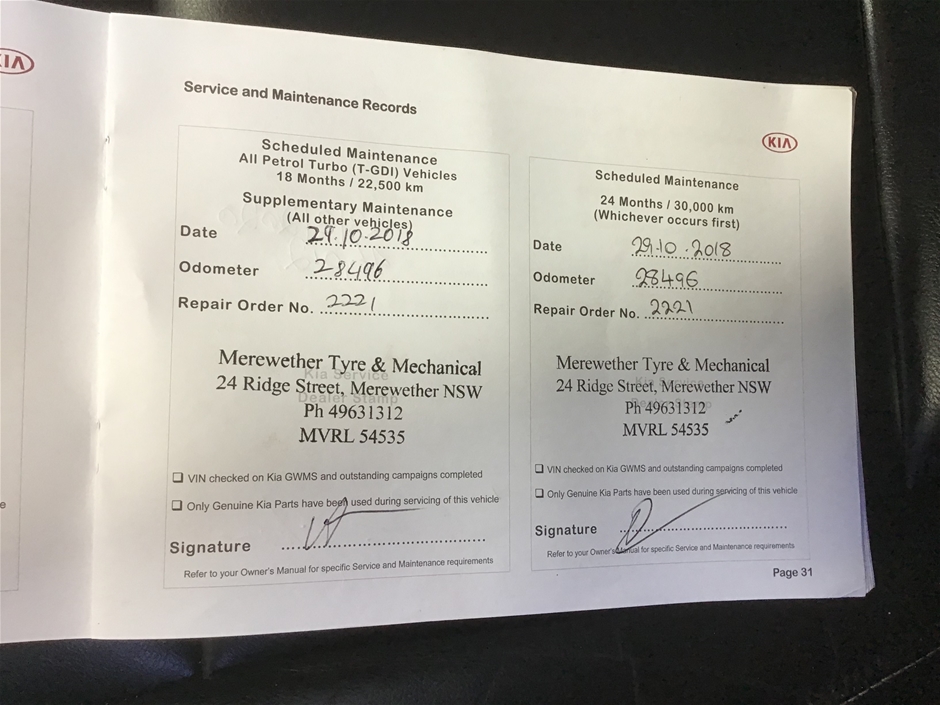 KIA
Service and Maintenance Records
KIA
Scheduled Maintenance
All Petrol Turbo (T-GDI) Vehicles
18 Months / 22,500 km
Supplementary Maintenance
(All other vehicles)
Date 29.10.2018
Odometer 28496
Repair Order No. 2221
Kia Service
Dealer Stamp
Merewether Tyre & Mechanical
24 Ridge Street, Merewether NSW
Ph 49631312
MVRL 54535
VIN checked on Kia GWMS and outstanding campaigns completed
Only Genuine Kia Parts have been used during servicing of this vehicle
Signature
Refer to your Owner's Manual for specific Service and Maintenance requirements
Scheduled Maintenance
24 Months / 30,000 km
(Whichever occurs first)
Date 29.10.2018
Odometer 28496
Repair Order No. 2221
Merewether Tyre & Mechanical
24 Ridge Street, Merewether NSW
Ph 49631312
MVRL 54535
VIN checked on Kia GWMS and outstanding campaigns completed
Only Genuine Kia Parts have been used during servicing of this vehicle
Signature
Refer to your Owner's Manual for specific Service and Maintenance requirements
Page 31